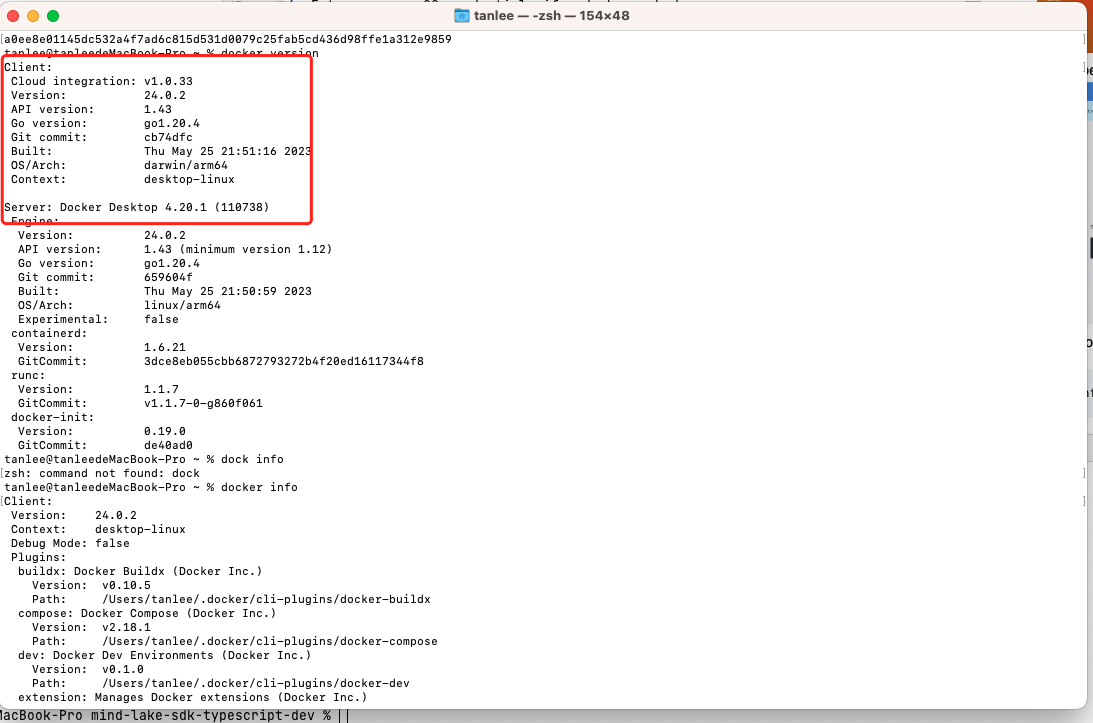 tanlee — -zsh — 154×48
[a0ee8e01145dc532a4f7ad6c815d531d0079c25fab5cd436d98ffe1a312e9859 ]
tanlee@tanleedeMacBook-Pro ~ % docker version
Client: ]
Cloud integration: v1.0.33
Version: 24.0.2
API version: 1.43
Go version: go1.20.4
Git commit: cb74dfc
Built: Thu May 25 21:51:16 2023
OS/Arch: darwin/arm64
Context: desktop-linux
Server: Docker Desktop 4.20.1 (110738)
Engine:
Version: 24.0.2
API version: 1.43 (minimum version 1.12)
Go version: go1.20.4
Git commit: 659604f
Built: Thu May 25 21:50:59 2023
OS/Arch: linux/arm64
Experimental: false
containerd:
Version: 1.6.21
GitCommit: 3dce8eb055cbb6872793272b4f20ed16117344f8
runc:
Version: 1.1.7
GitCommit: v1.1.7-0-g860f061
docker-init:
Version: 0.19.0
GitCommit: de40ad0
tanlee@tanleedeMacBook-Pro ~ % dock info
[zsh: command not found: dock ]
tanlee@tanleedeMacBook-Pro ~ % docker info
[Client: ]
Version: 24.0.2
Context: desktop-linux
Debug Mode: false
Plugins:
buildx: Docker Buildx (Docker Inc.)
Version: v0.10.5
Path: /Users/tanlee/.docker/cli-plugins/docker-buildx
compose: Docker Compose (Docker Inc.)
Version: v2.18.1
Path: /Users/tanlee/.docker/cli-plugins/docker-compose
dev: Docker Dev Environments (Docker Inc.)
Version: v0.1.0
Path: /Users/tanlee/.docker/cli-plugins/docker-dev
extension: Manages Docker extensions (Docker Inc.)
MacBook-Pro mind-lake-sdk-typescript-dev %